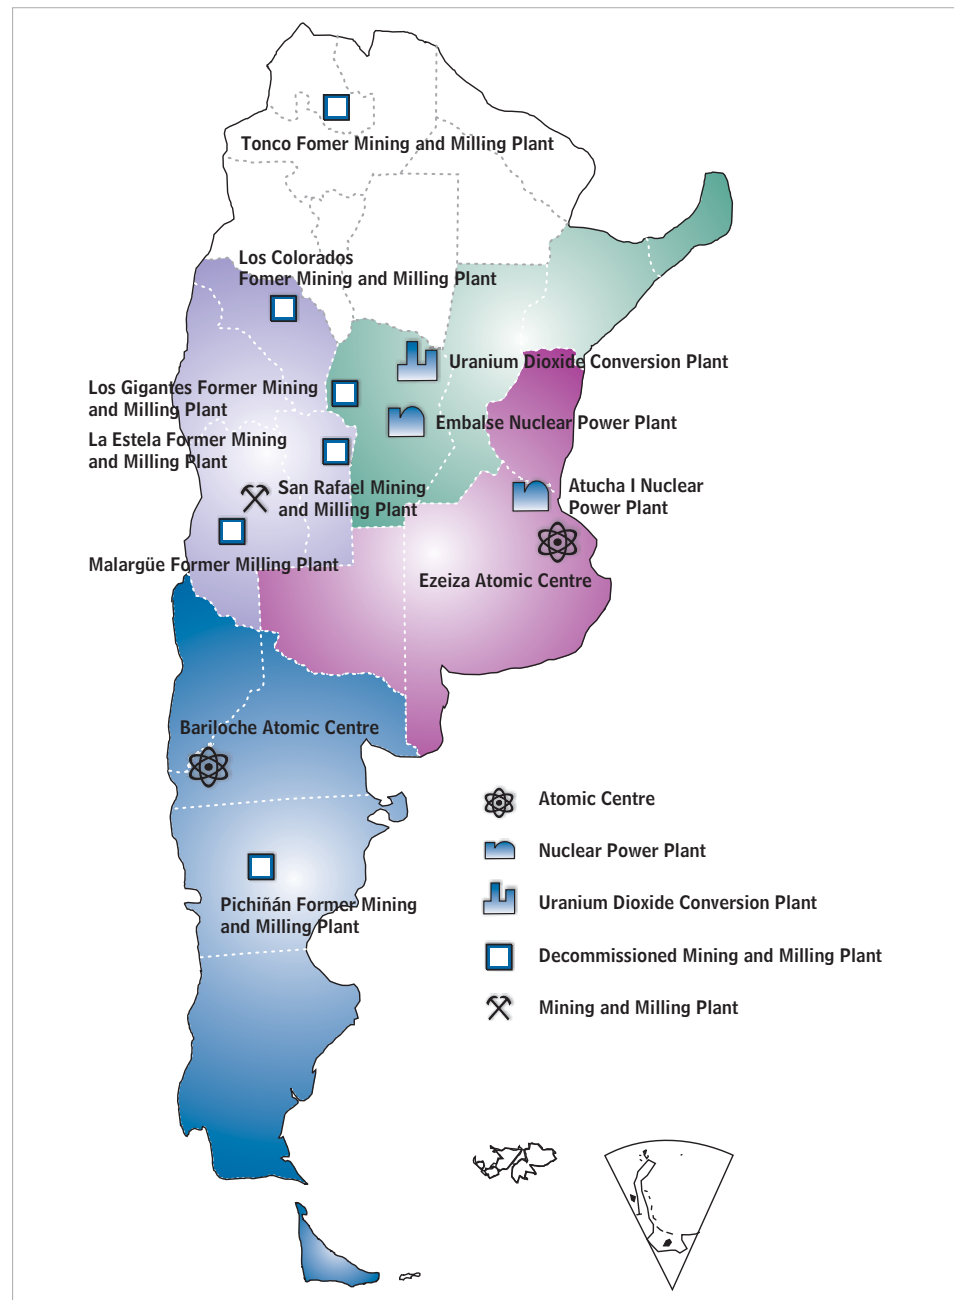 Tonco Fomer Mining and Milling Plant
Los Colorados
Fomer Mining and Milling Plant
Uranium Dioxide Conversion Plant
Los Gigantes Former Mining
and Milling Plant
Embalse Nuclear Power Plant
La Estela Former Mining
and Milling Plant
San Rafael Mining
and Milling Plant
Atucha I Nuclear
Power Plant
Malargüe Former Milling Plant
Ezeiza Atomic Centre
Bariloche Atomic Centre
Pichiñán Former Mining
and Milling Plant
Atomic Centre
Nuclear Power Plant
Uranium Dioxide Conversion Plant
Decommissioned Mining and Milling Plant
Mining and Milling Plant